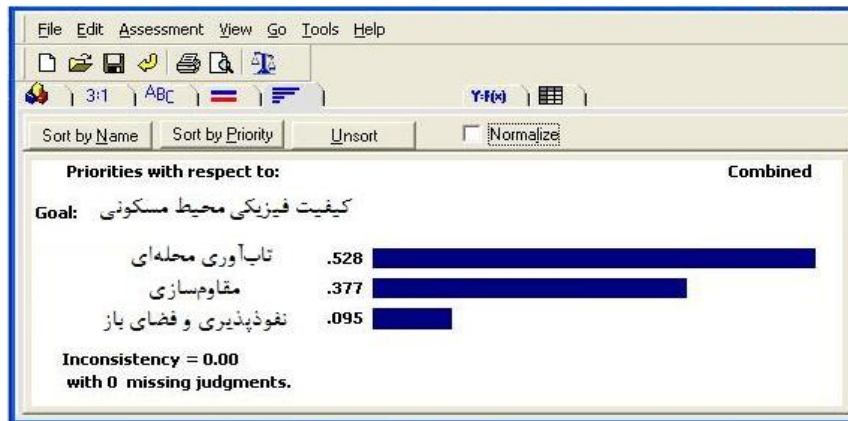 File Edit Assessment View Go Tools Help
3:1 ABC Y=F(x)
Sort by Name Sort by Priority Unsort Normalize
Priorities with respect to: Combined
Goal: کیفیت فیزیکی محیط مسکونی
تاب‌آوری محله‌ای .528
مقاوم‌سازی .377
نفوذپذیری و فضای باز .095
Inconsistency = 0.00
with 0 missing judgments.